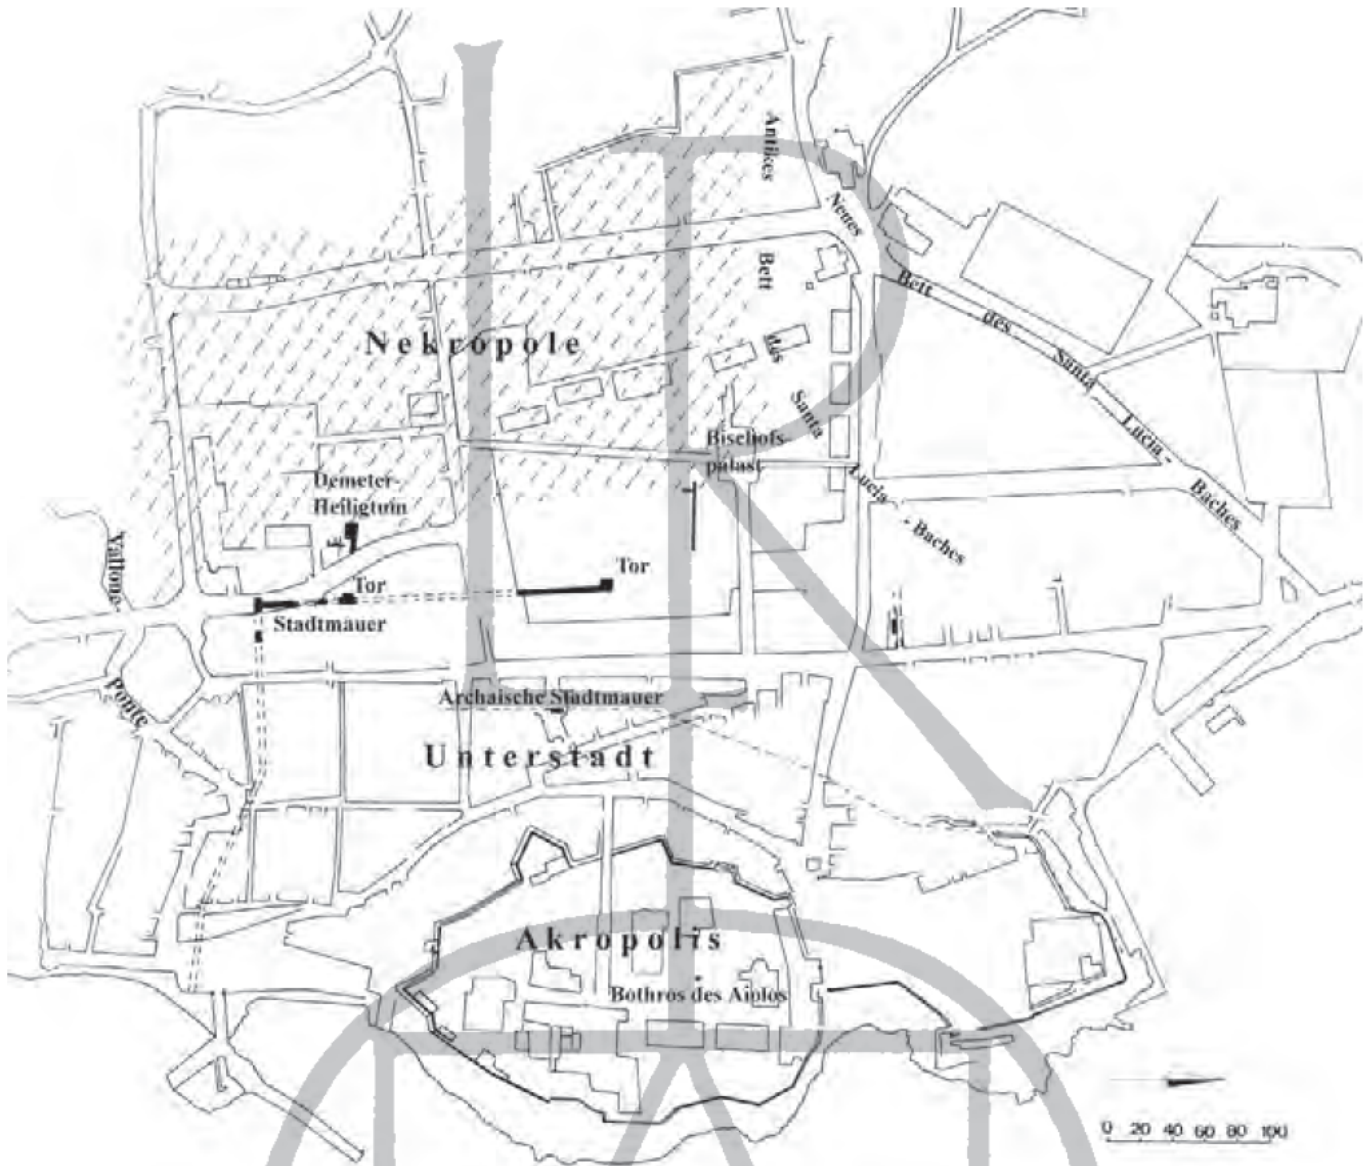 Antikes
Neues
Bett
Bett
des
Santa
Lucia-
Baches
Nekropole
des
Santa
Bischofs
palast
Lucia
- Baches
Demeter-
Heiligtum
Vallone
Tor
Tor
Stadtmauer
Ponte
Archaische Stadtmauer
Unterstadt
Akropolis
Bothros des Aiolos
0 20 40 60 80 100